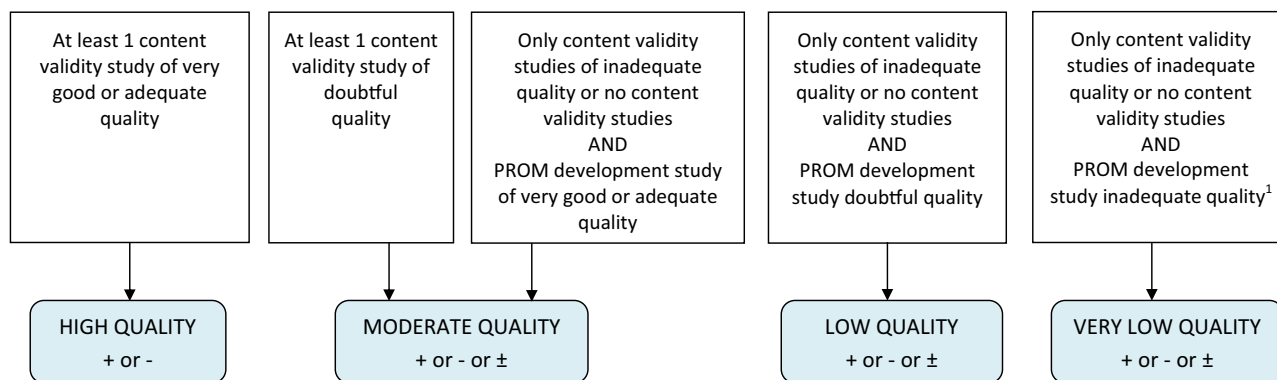 At least 1 content
validity study of very
good or adequate
quality
At least 1 content
validity study of
doubtful
quality
Only content validity
studies of inadequate
quality or no content
validity studies
AND
PROM development study
of very good or adequate
quality
Only content validity
studies of inadequate
quality or no content
validity studies
AND
PROM development
study doubtful quality
Only content validity
studies of inadequate
quality or no content
validity studies
AND
PROM development
study inadequate quality¹
HIGH QUALITY
+ or -
MODERATE QUALITY
+ or - or ±
LOW QUALITY
+ or - or ±
VERY LOW QUALITY
+ or - or ±